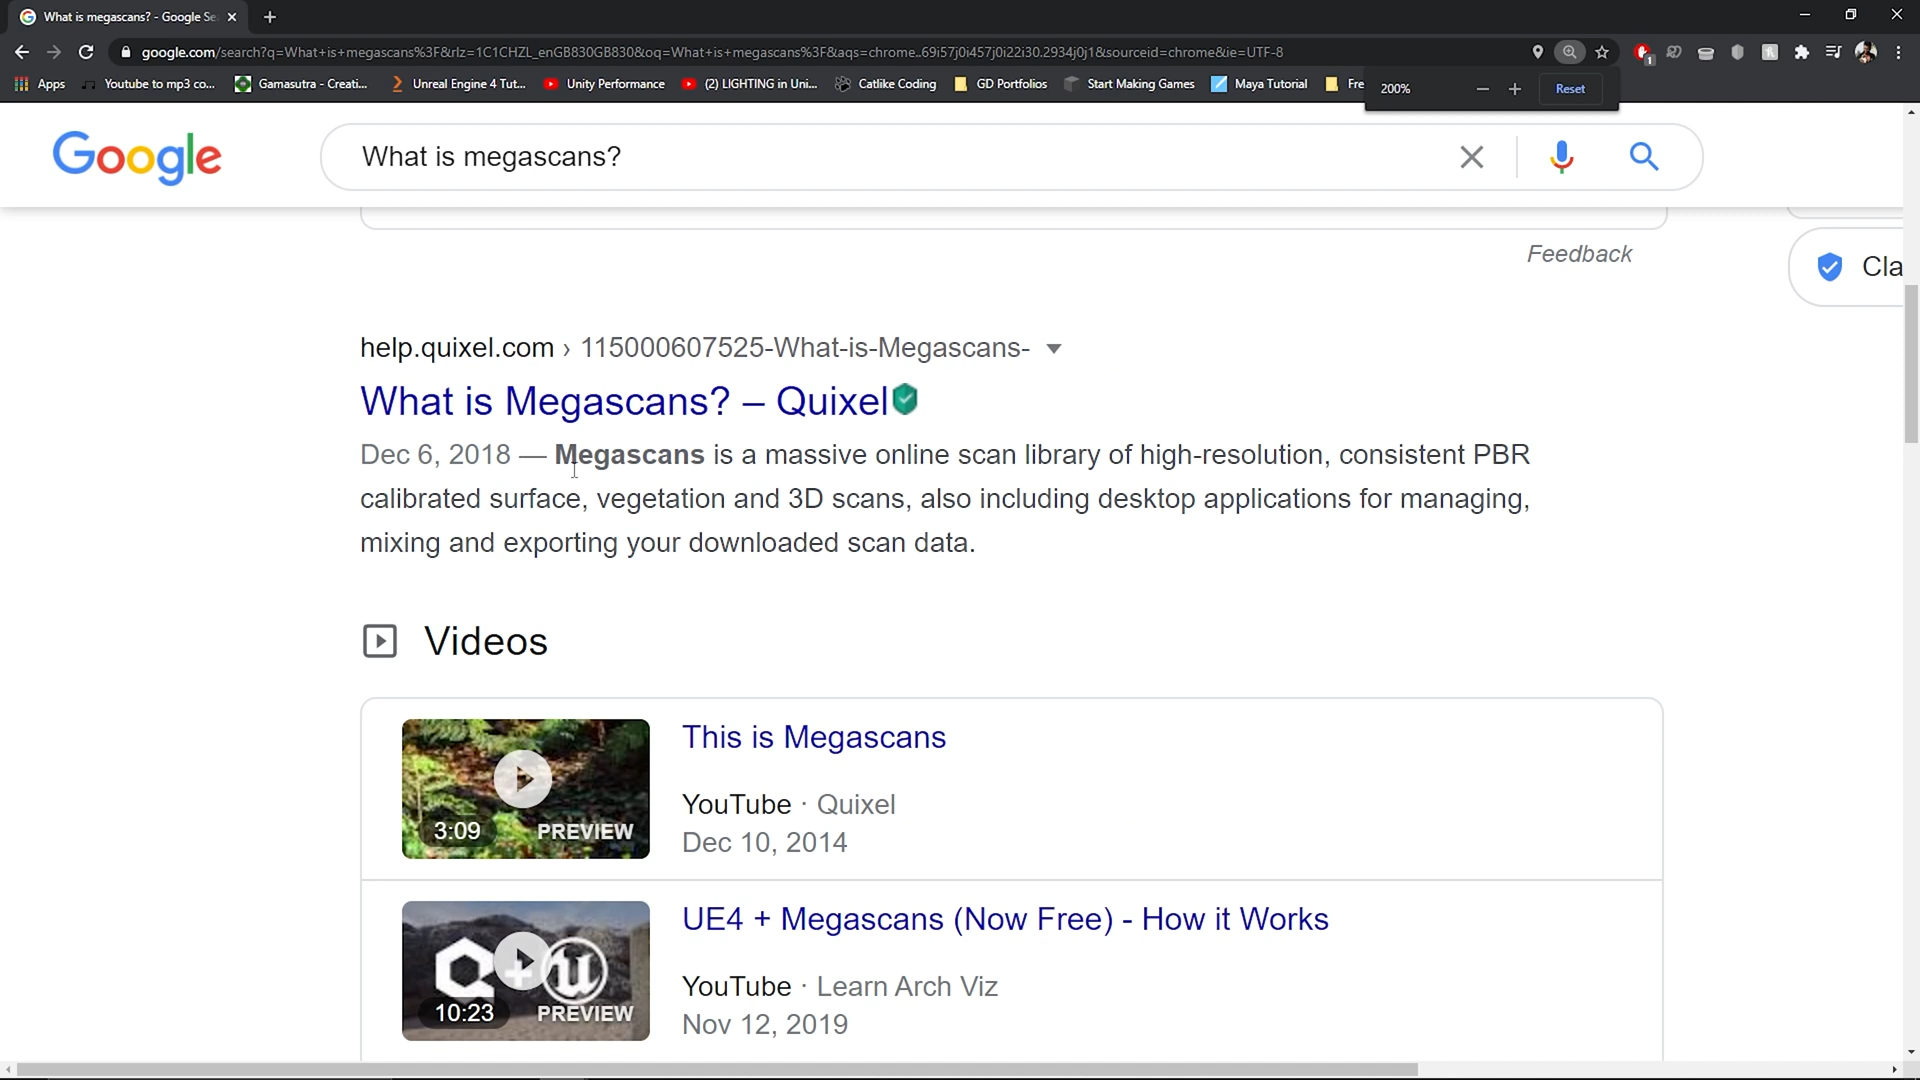 What is megascans? - Google Se
google.com/search?q=What+is+megascans%3F&rlz=1C1CHZL_enGB830GB830&oq=What+is+megascans%3F&aqs=chrome..69i57j0i457j0i22i30.2934j0j1&sourceid=chrome&ie=UTF-8
1
Apps Youtube to mp3 co... Gamasutra - Creati... Unreal Engine 4 Tut... Unity Performance (2) LIGHTING in Uni... Catlike Coding GD Portfolios Start Making Games Maya Tutorial Fre
200% Reset
Google What is megascans?
Feedback
Cla
help.quixel.com › 115000607525-What-is-Megascans-
What is Megascans? – Quixel
Dec 6, 2018 — Megascans is a massive online scan library of high-resolution, consistent PBR
calibrated surface, vegetation and 3D scans, also including desktop applications for managing,
mixing and exporting your downloaded scan data.
Videos
This is Megascans
YouTube · Quixel
Dec 10, 2014
3:09 PREVIEW
UE4 + Megascans (Now Free) - How it Works
YouTube · Learn Arch Viz
Nov 12, 2019
10:23 PREVIEW